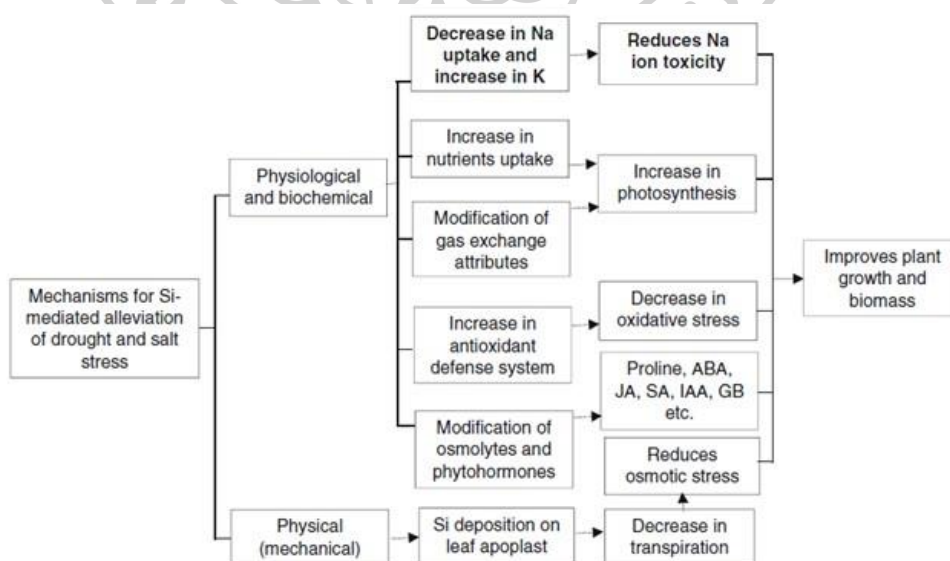 Mechanisms for Si-
mediated alleviation
of drought and salt
stress
Physiological
and biochemical
Physical
(mechanical)
Decrease in Na
uptake and
increase in K
Increase in
nutrients uptake
Modification of
gas exchange
attributes
Increase in
antioxidant
defense system
Modification of
osmolytes and
phytohormones
Si deposition on
leaf apoplast
Reduces Na
ion toxicity
Increase in
photosynthesis
Decrease in
oxidative stress
Proline, ABA,
JA, SA, IAA, GB
etc.
Reduces
osmotic stress
Decrease in
transpiration
Improves plant
growth and
biomass